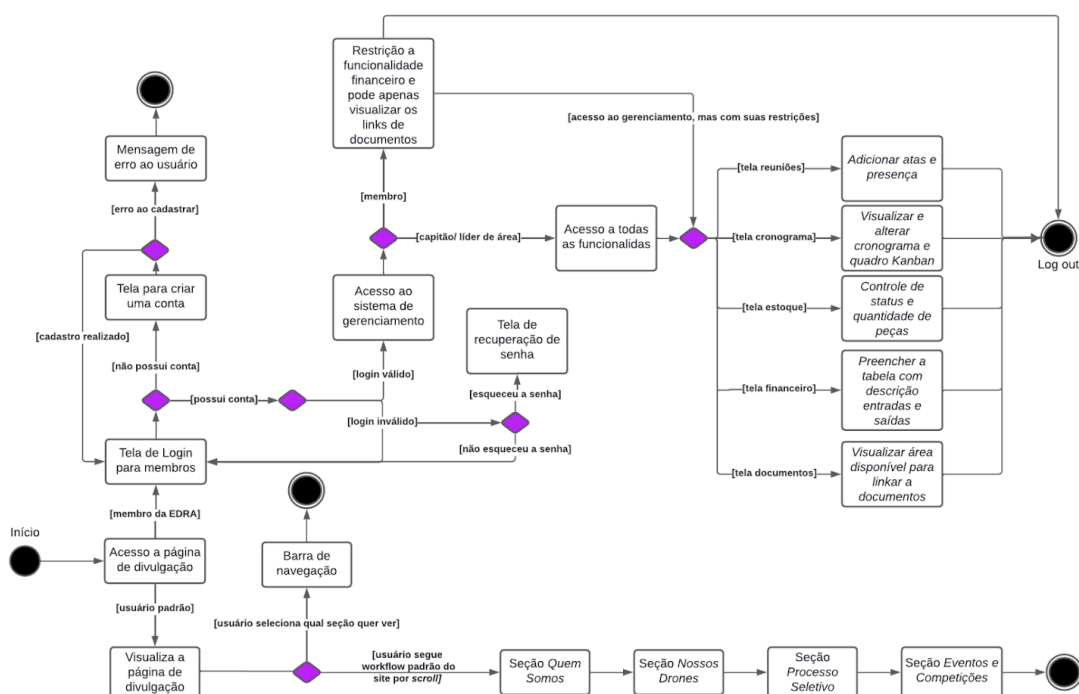 Restrição a
funcionalidade
financeiro e
pode apenas
visualizar os
links de
documentos
[acesso ao gerenciamento, mas com suas restrições]
Mensagem de
erro ao usuário
[erro ao cadastrar]
[membro]
[tela reuniões]
Adicionar atas e
presença
[capitão/ líder de área]
Acesso a todas
as funcionalidas
[tela cronograma]
Visualizar e
alterar
cronograma e
quadro Kanban
Log out
Tela para criar
uma conta
Acesso ao
sistema de
gerenciamento
[tela estoque]
Controle de
status e
quantidade de
peças
[cadastro realizado]
Tela de
recuperação de
senha
[não possui conta]
[login válido]
[esqueceu a senha]
[tela financeiro]
Preencher a
tabela com
descrição
entradas e
saídas
[possui conta]
[login inválido]
[não esqueceu a senha]
Tela de Login
para membros
[tela documentos]
Visualizar área
disponível para
linkar a
documentos
[membro da EDRA]
Início
Acesso a página
de divulgação
Barra de
navegação
[usuário padrão]
[usuário seleciona qual seção quer ver]
Visualiza a
página de
divulgação
[usuário segue
workflow padrão do
site por scroll]
Seção Quem
Somos
Seção Nossos
Drones
Seção
Processo
Seletivo
Seção Eventos e
Competições